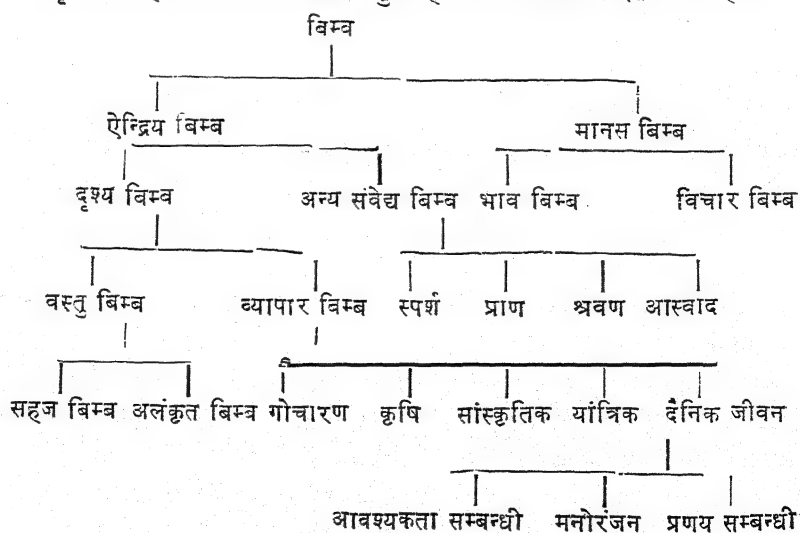 बिम्व
ऐन्द्रिय बिम्ब मानस बिम्ब
दृश्य बिम्व अन्य संवेद्य बिम्व भाव बिम्ब विचार बिम्ब
वस्तु बिम्ब व्यापार बिम्ब स्पर्श प्राण श्रवण आस्वाद
सहज बिम्ब अलंकृत बिम्व गोचारण कृषि सांस्कृतिक यांत्रिक दैनिक जीवन
आवश्यकता सम्बन्धी मनोरंजन प्रणय सम्बन्धी